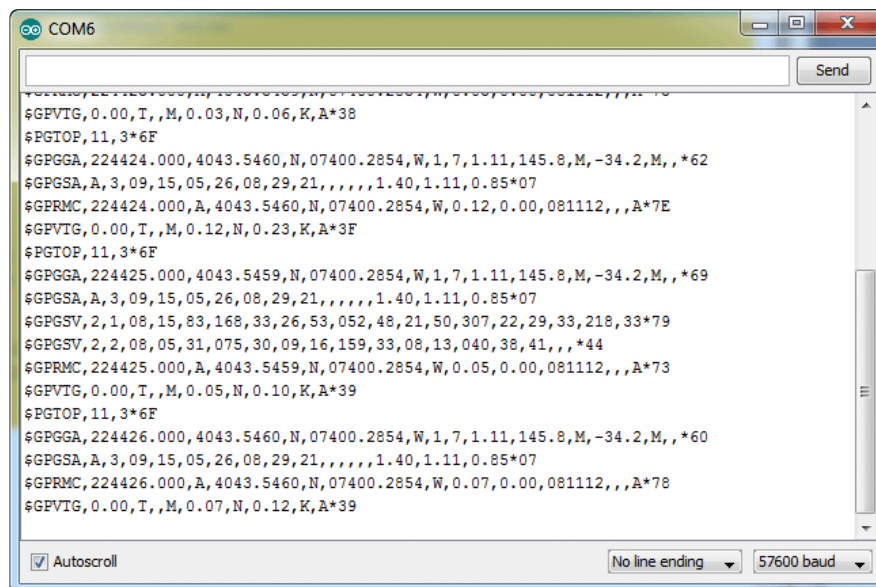 COM6
Send
$GPVTG,0.00,T,,M,0.03,N,0.06,K,A*38
$PGTOP,11,3*6F
$GPGGA,224424.000,4043.5460,N,07400.2854,W,1,7,1.11,145.8,M,-34.2,M,,*62
$GPGSA,A,3,09,15,05,26,08,29,21,,,,,,1.40,1.11,0.85*07
$GPRMC,224424.000,A,4043.5460,N,07400.2854,W,0.12,0.00,081112,,,A*7E
$GPVTG,0.00,T,,M,0.12,N,0.23,K,A*3F
$PGTOP,11,3*6F
$GPGGA,224425.000,4043.5459,N,07400.2854,W,1,7,1.11,145.8,M,-34.2,M,,*69
$GPGSA,A,3,09,15,05,26,08,29,21,,,,,,1.40,1.11,0.85*07
$GPGSV,2,1,08,15,83,168,33,26,53,052,48,21,50,307,22,29,33,218,33*79
$GPGSV,2,2,08,05,31,075,30,09,16,159,33,08,13,040,38,41,,,*44
$GPRMC,224425.000,A,4043.5459,N,07400.2854,W,0.05,0.00,081112,,,A*73
$GPVTG,0.00,T,,M,0.05,N,0.10,K,A*39
$PGTOP,11,3*6F
$GPGGA,224426.000,4043.5460,N,07400.2854,W,1,7,1.11,145.8,M,-34.2,M,,*60
$GPGSA,A,3,09,15,05,26,08,29,21,,,,,,1.40,1.11,0.85*07
$GPRMC,224426.000,A,4043.5460,N,07400.2854,W,0.07,0.00,081112,,,A*78
$GPVTG,0.00,T,,M,0.07,N,0.12,K,A*39
Autoscroll
No line ending
57600 baud